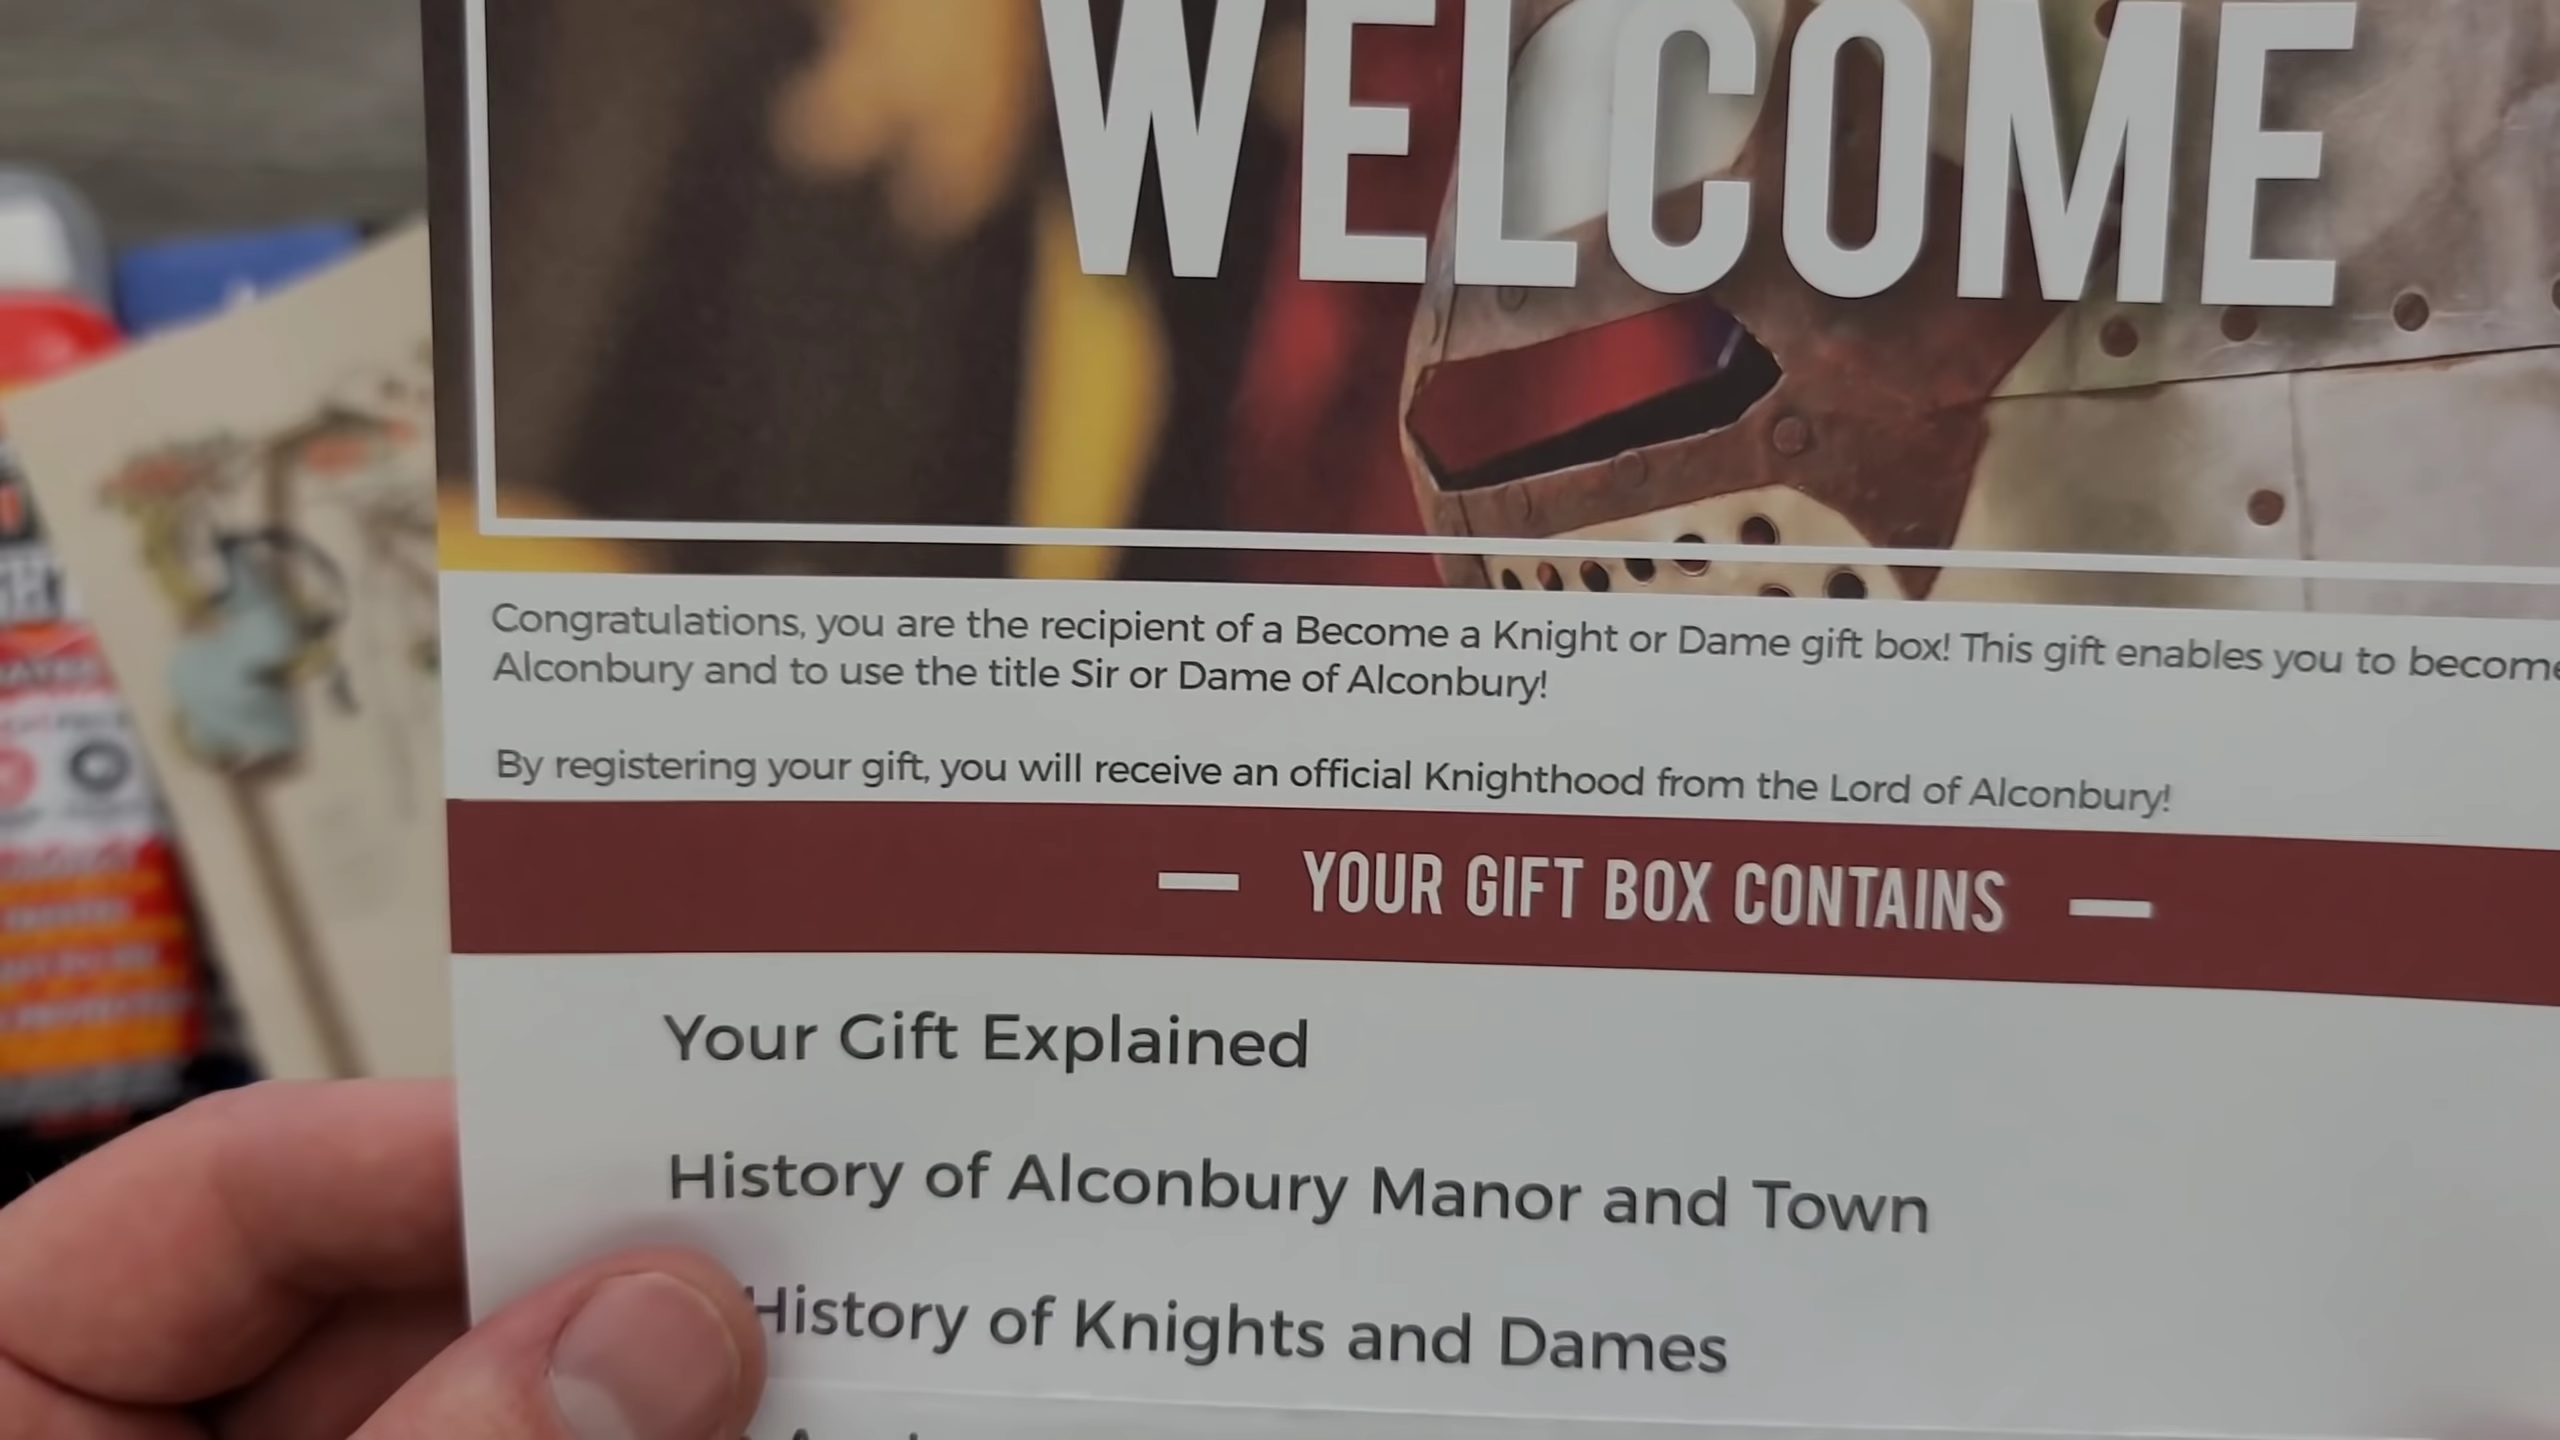 WELCOME
Congratulations, you are the recipient of a Become a Knight or Dame gift box! This gift enables you to become
Alconbury and to use the title Sir or Dame of Alconbury!
By registering your gift, you will receive an official Knighthood from the Lord of Alconbury!
— YOUR GIFT BOX CONTAINS —
Your Gift Explained
History of Alconbury Manor and Town
History of Knights and Dames